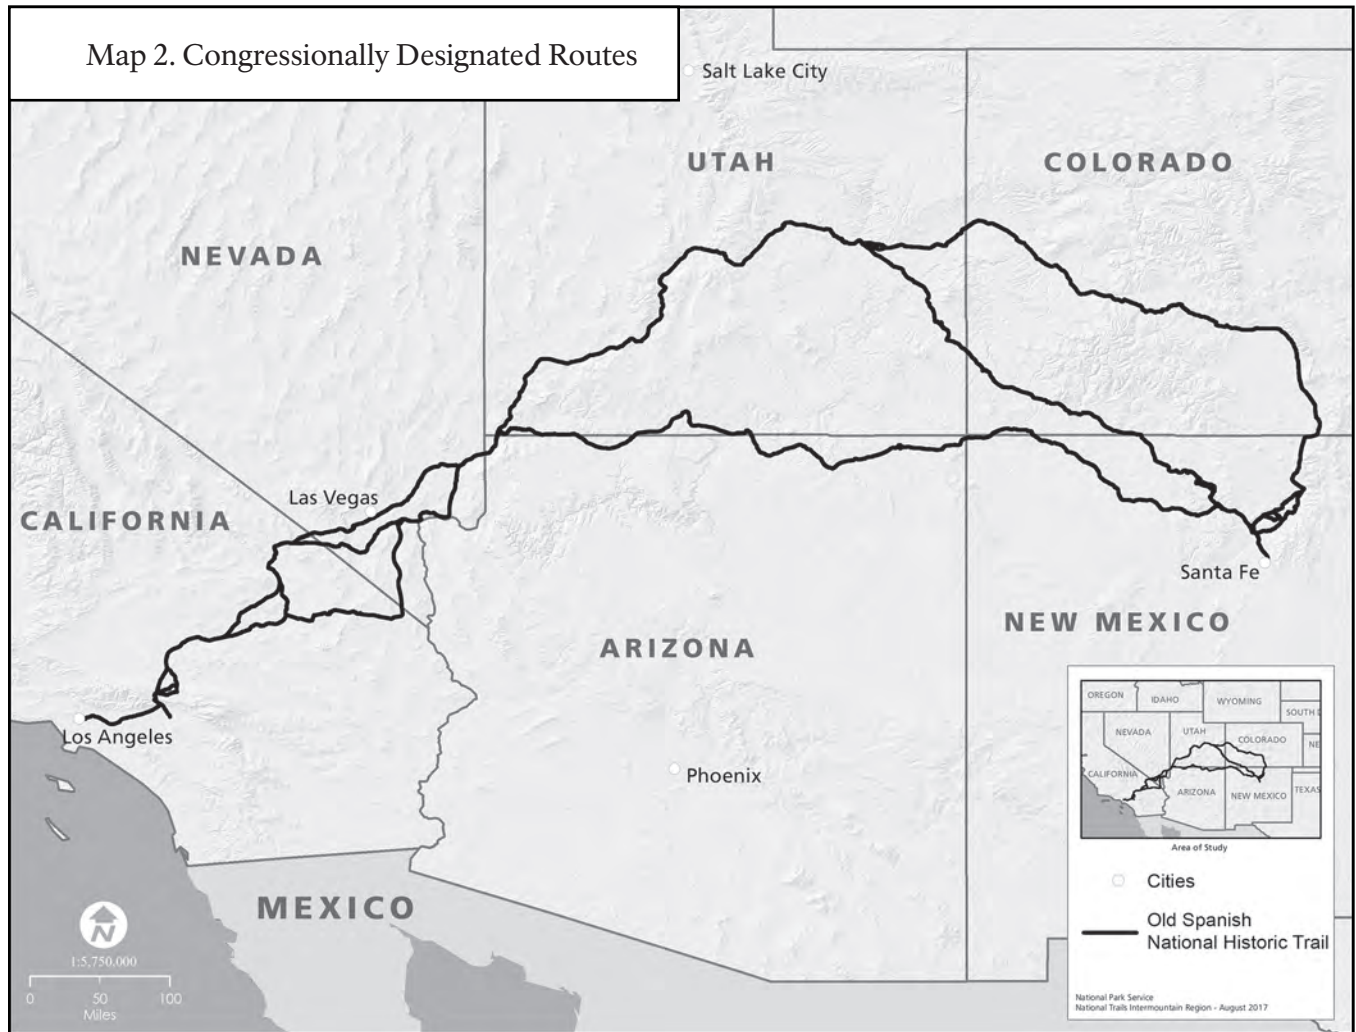 Map 2. Congressionally Designated Routes
Salt Lake City
UTAH
COLORADO
NEVADA
Las Vegas
CALIFORNIA
Santa Fe
NEW MEXICO
ARIZONA
Los Angeles
Phoenix
MEXICO
N
1:5,750,000
0 50 100
Miles
OREGON
IDAHO
WYOMING
SOUTH D
NEVADA
UTAH
COLORADO
NE
CALIFORNIA
ARIZONA
NEW MEXICO
TEXAS
Area of Study
Cities
Old Spanish
National Historic Trail
National Park Service
National Trails Intermountain Region - August 2017